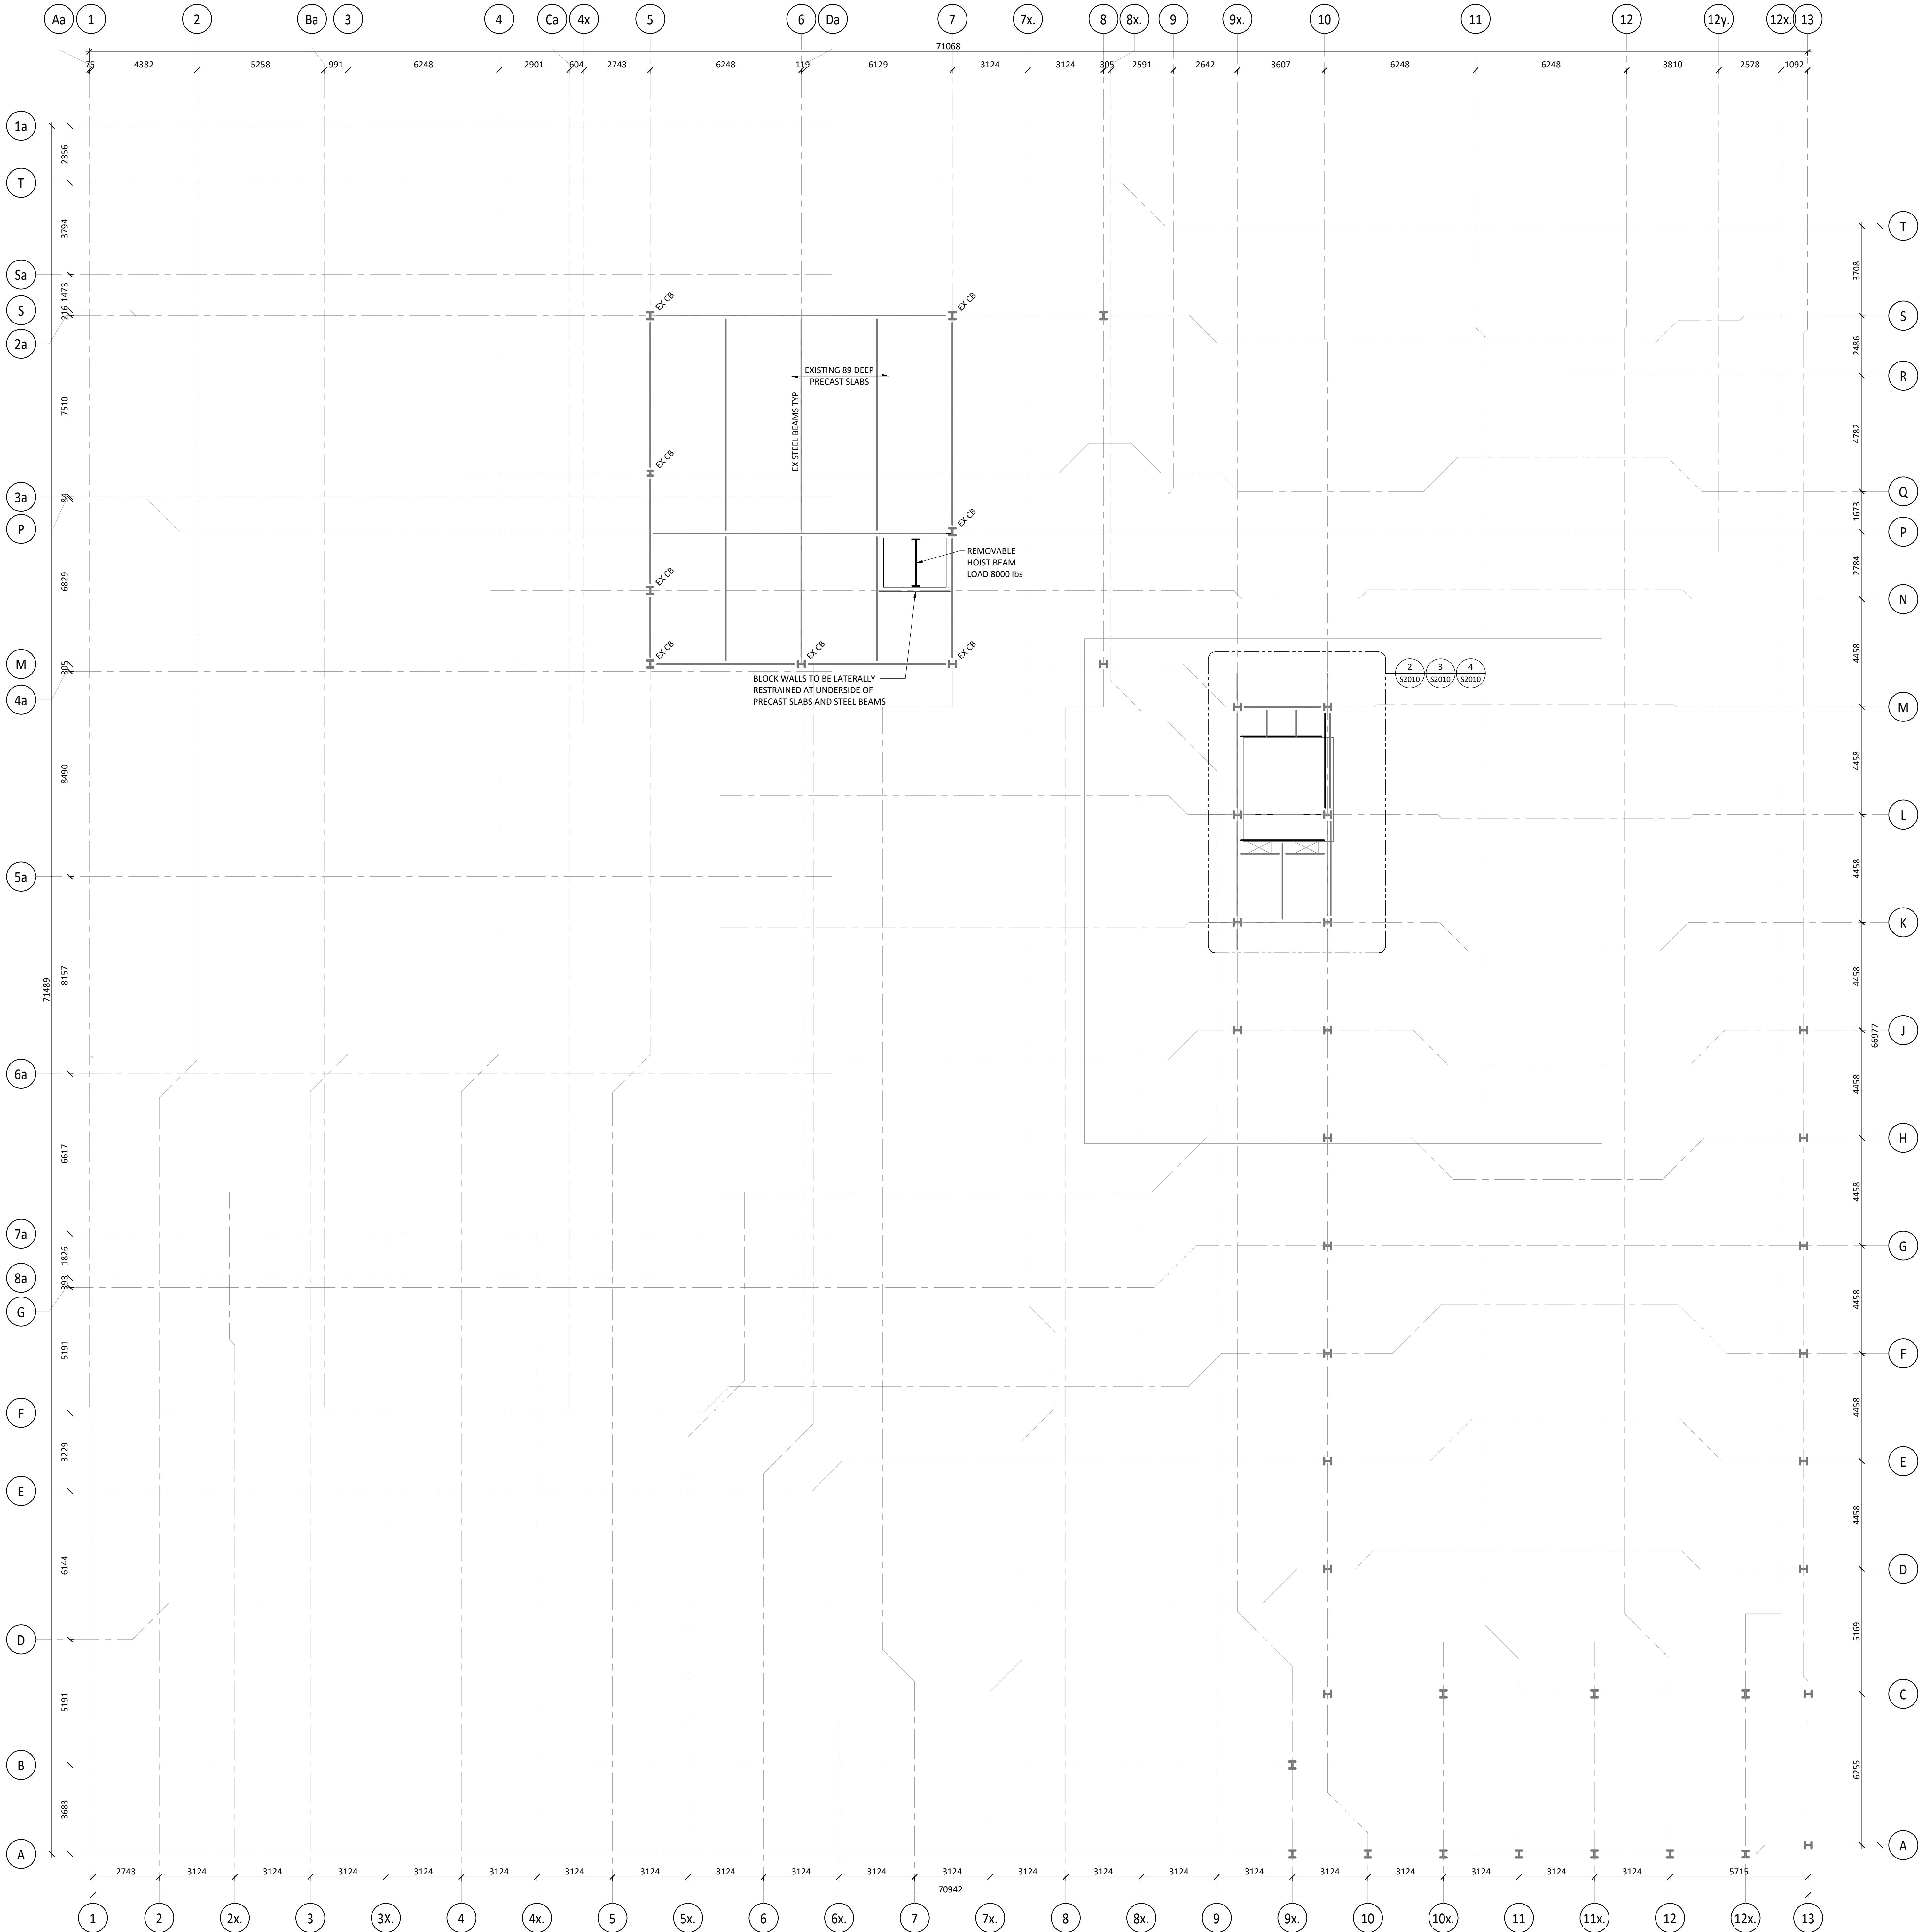 Aa 1 2 Ba 3 4 Ca 4x 5 6 Da 7 7x. 8 8x. 9 9x. 10 11 12 12y. 12x. 13
71068
75 4382 5258 991 6248 2901 604 2743 6248 119 6129 3124 3124 305 2591 2642 3607 6248 6248 3810 2578 1092
1a
2356
T
3794
Sa
1473
S
216
2a
7510
3a
84
P
6829
M
305
4a
8490
5a
8157
71489
6a
6617
7a
1826
8a
393
G
5191
F
3229
E
6144
D
5191
B
3683
A
EX CB
EX CB
EXISTING 89 DEEP
PRECAST SLABS
EX STEEL BEAMS TYP
EX CB
EX CB
REMOVABLE
HOIST BEAM
LOAD 8000 lbs
EX CB
EX CB
EX CB
EX CB
BLOCK WALLS TO BE LATERALLY
RESTRAINED AT UNDERSIDE OF
PRECAST SLABS AND STEEL BEAMS
2 3 4
S2010 S2010 S2010
T
3708
S
2486
R
4782
Q
1673
P
2784
N
4458
M
4458
L
4458
K
4458
J
66977
4458
H
4458
G
4458
F
4458
E
4458
D
5169
C
6255
A
2743 3124 3124 3124 3124 3124 3124 3124 3124 3124 3124 3124 3124 3124 3124 3124 3124 3124 3124 3124 3124 5715
70942
1 2 2x. 3 3X. 4 4x. 5 5x. 6 6x. 7 7x. 8 8x. 9 9x. 10 10x. 11 11x. 12 12x. 13